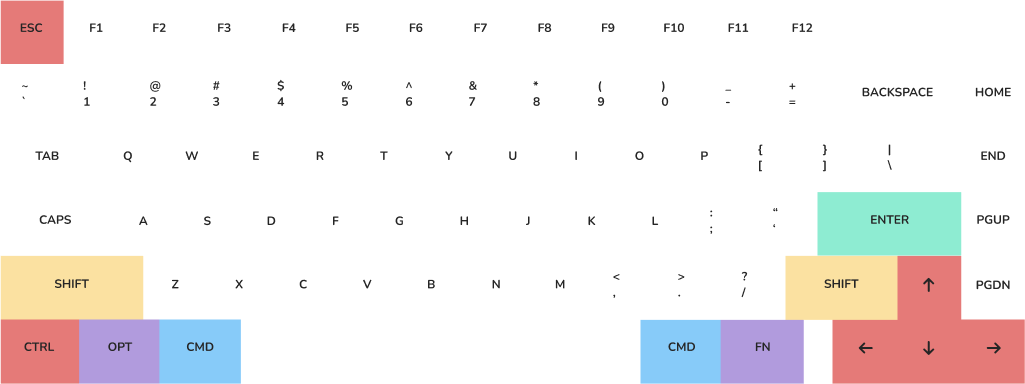 ESC F1 F2 F3 F4 F5 F6 F7 F8 F9 F10 F11 F12
~ ! @ # $ % ^ & * ( ) _ +
` 1 2 3 4 5 6 7 8 9 0 - = BACKSPACE HOME
TAB Q W E R T Y U I O P { } | END
[ ] \
CAPS A S D F G H J K L : “ ENTER PGUP
; ‘
SHIFT Z X C V B N M < > ? SHIFT ↑ PGDN
, . /
CTRL OPT CMD CMD FN ← ↓ →